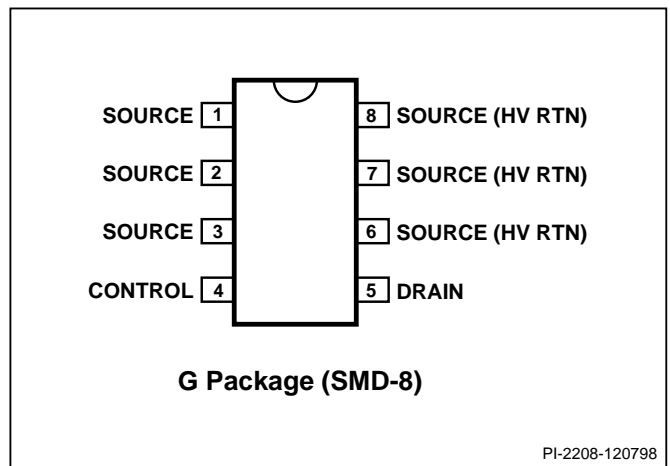 SOURCE 1 8 SOURCE (HV RTN)
SOURCE 2 7 SOURCE (HV RTN)
SOURCE 3 6 SOURCE (HV RTN)
CONTROL 4 5 DRAIN
G Package (SMD-8)
PI-2208-120798